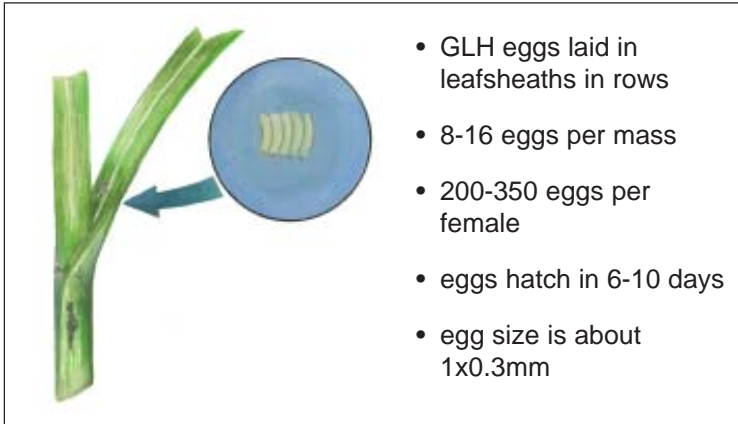 • GLH eggs laid in
leafsheaths in rows
• 8-16 eggs per mass
• 200-350 eggs per
female
• eggs hatch in 6-10 days
• egg size is about
1x0.3mm